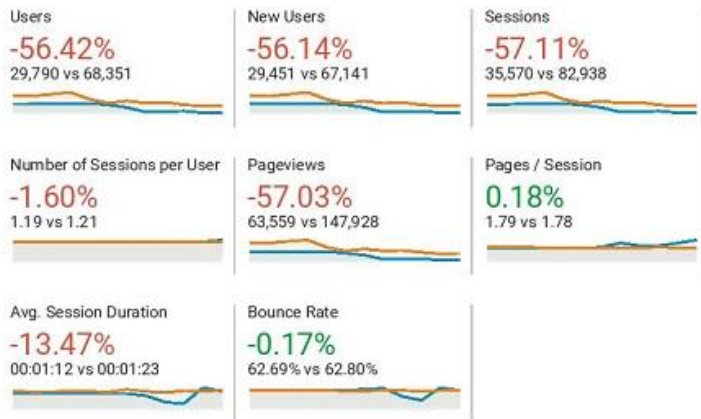 Users
-56.42%
29,790 vs 68,351
New Users
-56.14%
29,451 vs 67,141
Sessions
-57.11%
35,570 vs 82,938
Number of Sessions per User
-1.60%
1.19 vs 1.21
Pageviews
-57.03%
63,559 vs 147,928
Pages / Session
0.18%
1.79 vs 1.78
Avg. Session Duration
-13.47%
00:01:12 vs 00:01:23
Bounce Rate
-0.17%
62.69% vs 62.80%